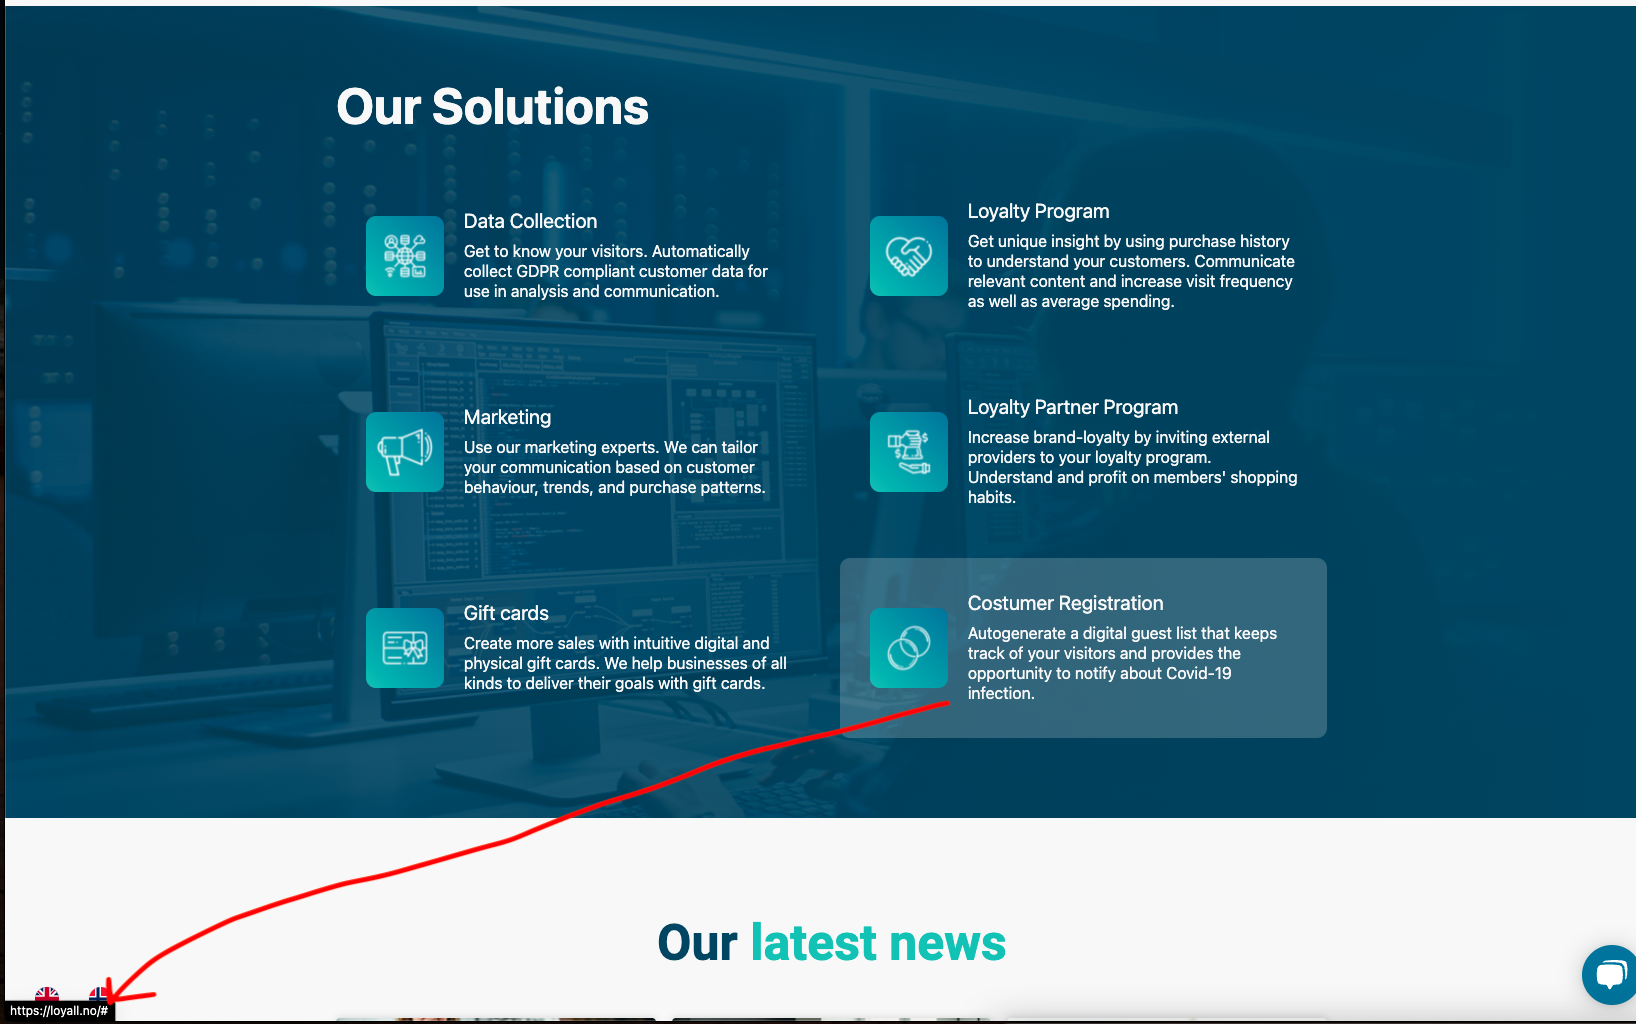 Our Solutions
Data Collection
Get to know your visitors. Automatically
collect GDPR compliant customer data for
use in analysis and communication.
Loyalty Program
Get unique insight by using purchase history
to understand your customers. Communicate
relevant content and increase visit frequency
as well as average spending.
Marketing
Use our marketing experts. We can tailor
your communication based on customer
behaviour, trends, and purchase patterns.
Loyalty Partner Program
Increase brand-loyalty by inviting external
providers to your loyalty program.
Understand and profit on members' shopping
habits.
Gift cards
Create more sales with intuitive digital and
physical gift cards. We help businesses of all
kinds to deliver their goals with gift cards.
Costumer Registration
Autogenerate a digital guest list that keeps
track of your visitors and provides the
opportunity to notify about Covid-19
infection.
Our latest news
https://loyall.no/#